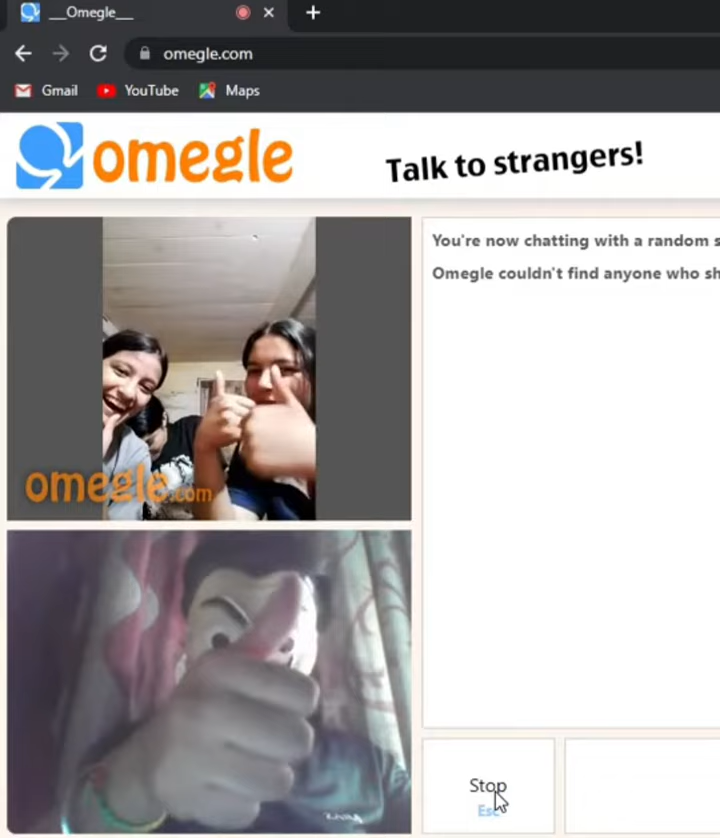 __Omegle__
omegle.com
Gmail YouTube Maps
omegle Talk to strangers!
You're now chatting with a random
Omegle couldn't find anyone who
omegle.com
Stop
Esc